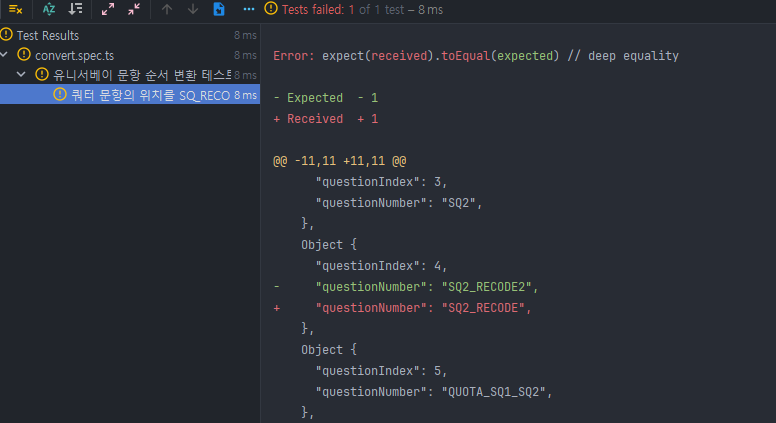 Tests failed: 1 of 1 test – 8 ms
Test Results 8 ms
convert.spec.ts 8 ms
유니서베이 문항 순서 변환 테스트 8 ms
쿼터 문항의 위치를 SQ_RECO 8 ms
Error: expect(received).toEqual(expected) // deep equality
- Expected - 1
+ Received + 1
@@ -11,11 +11,11 @@
"questionIndex": 3,
"questionNumber": "SQ2",
},
Object {
"questionIndex": 4,
- "questionNumber": "SQ2_RECODE2",
+ "questionNumber": "SQ2_RECODE",
},
Object {
"questionIndex": 5,
"questionNumber": "QUOTA_SQ1_SQ2",
},